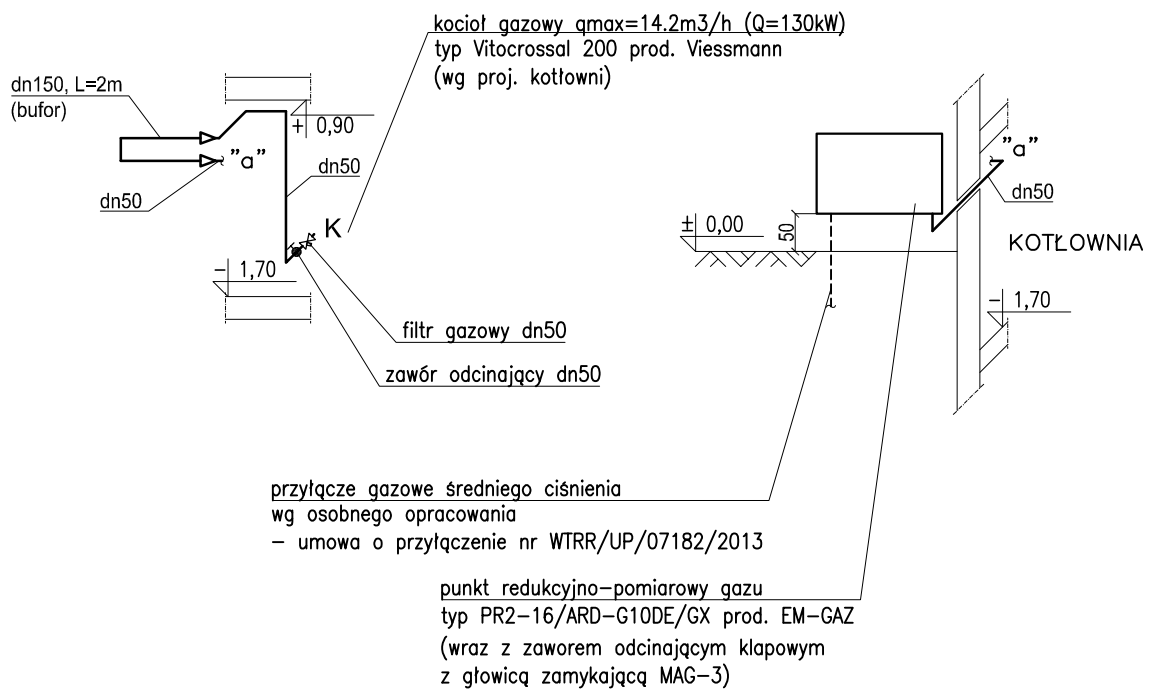 kocioł gazowy qmax=14.2m3/h (Q=130kW)
typ Vitocrossal 200 prod. Viessmann
(wg proj. kotłowni)
dn150, L=2m
(bufor)
+ 0,90
"a"
dn50
dn50
K
- 1,70
filtr gazowy dn50
zawór odcinający dn50
"a"
dn50
± 0,00
50
KOTŁOWNIA
- 1,70
przyłącze gazowe średniego ciśnienia
wg osobnego opracowania
- umowa o przyłączenie nr WTRR/UP/07182/2013
punkt redukcyjno-pomiarowy gazu
typ PR2-16/ARD-G10DE/GX prod. EM-GAZ
(wraz z zaworem odcinającym klapowym
z głowicą zamykającą MAG-3)